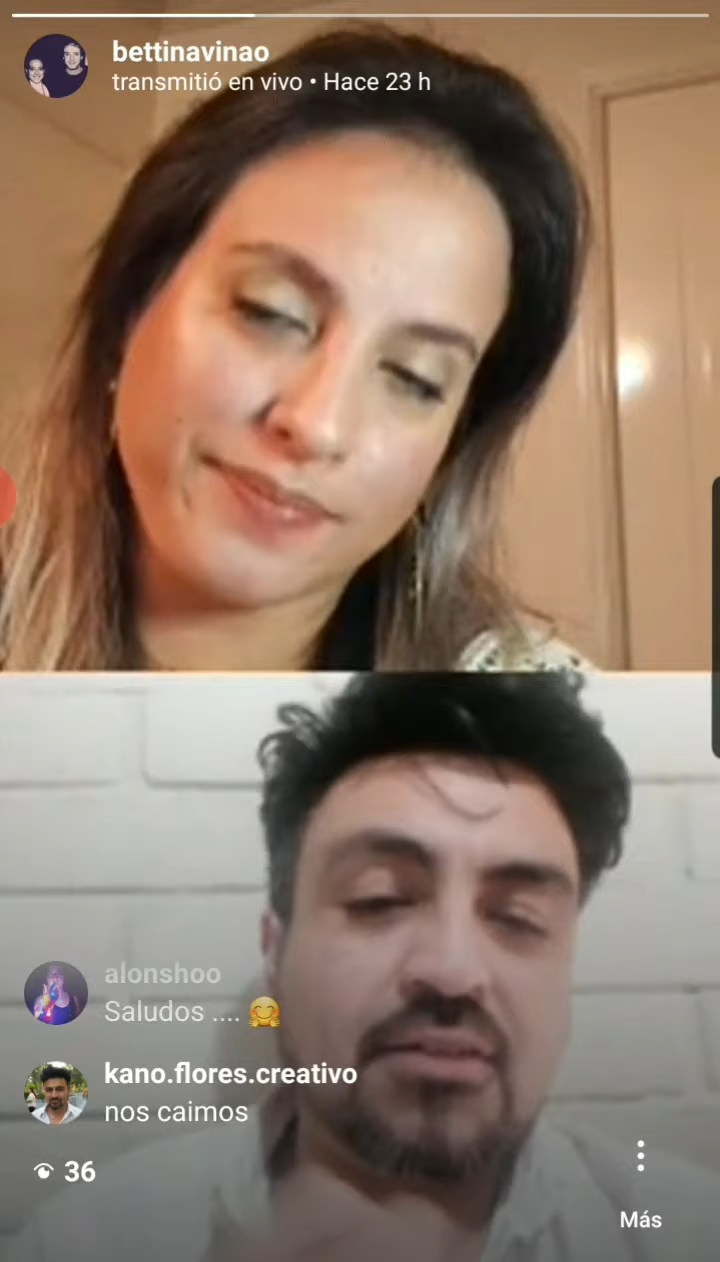 bettinavinao
transmitió en vivo • Hace 23 h
alonshoo
Saludos .... 🤗
kano.flores.creativo
nos caimos
36
Más